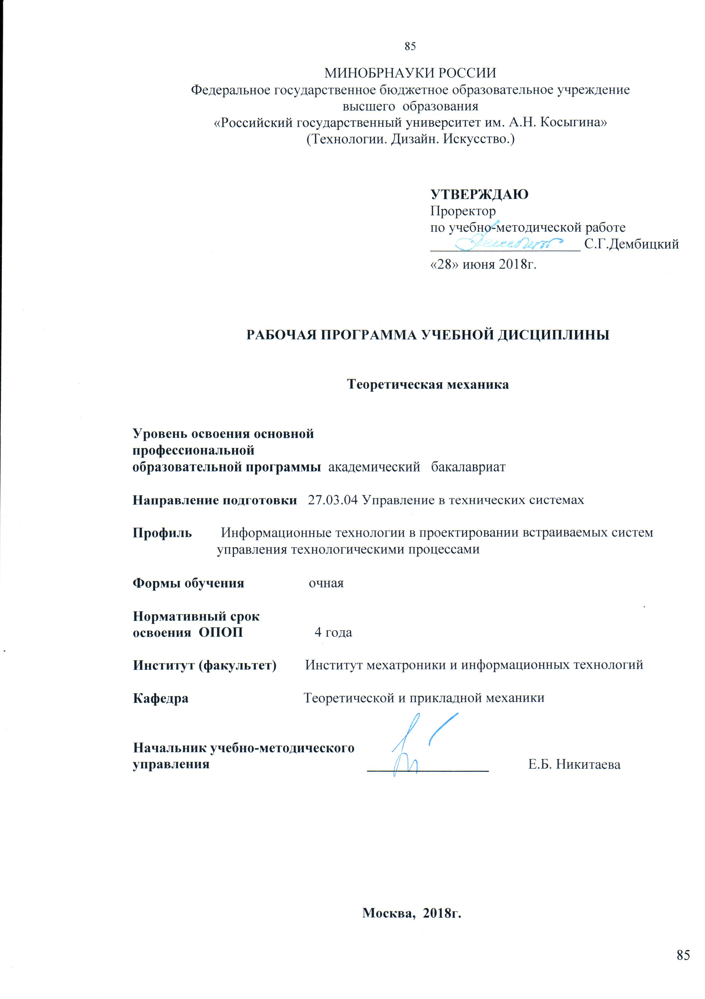 85
МИНОБРНАУКИ РОССИИ
Федеральное государственное бюджетное образовательное учреждение
высшего образования
«Российский государственный университет им. А.Н. Косыгина»
(Технологии. Дизайн. Искусство.)
УТВЕРЖДАЮ
Проректор
по учебно-методической работе
С.Г.Дембицкий
«28» июня 2018г.
РАБОЧАЯ ПРОГРАММА УЧЕБНОЙ ДИСЦИПЛИНЫ
Теоретическая механика
Уровень освоения основной
профессиональной
образовательной программы академический бакалавриат
Направление подготовки 27.03.04 Управление в технических системах
Профиль Информационные технологии в проектировании встраиваемых систем
управления технологическими процессами
Формы обучения очная
Нормативный срок
освоения ОПОП 4 года
Институт (факультет) Институт мехатроники и информационных технологий
Кафедра Теоретической и прикладной механики
Начальник учебно-методического
управления Е.Б. Никитаева
Москва, 2018г.
85